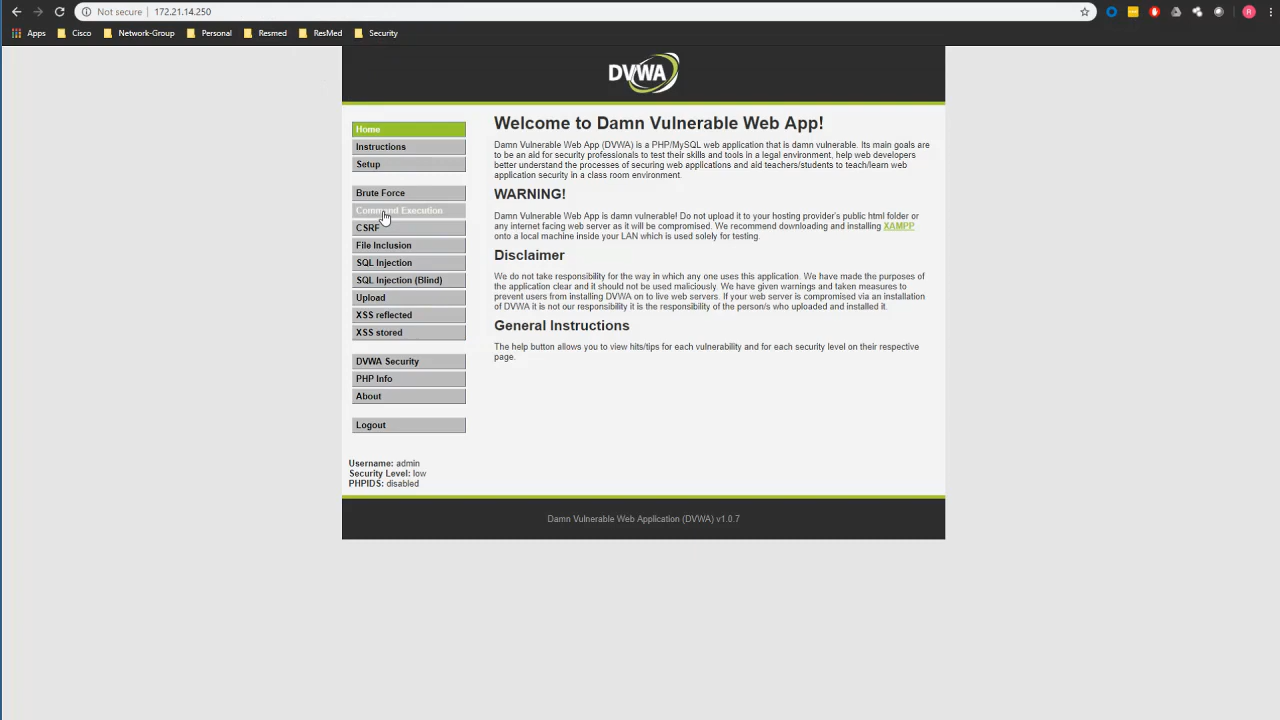 Not secure 172.21.14.250
Apps Cisco Network-Group Personal Resmed ResMed Security
R
DVWA
Home
Instructions
Setup
Brute Force
Command Execution
CSRF
File Inclusion
SQL Injection
SQL Injection (Blind)
Upload
XSS reflected
XSS stored
DVWA Security
PHP Info
About
Logout
Username: admin
Security Level: low
PHPIDS: disabled
Welcome to Damn Vulnerable Web App!
Damn Vulnerable Web App (DVWA) is a PHP/MySQL web application that is damn vulnerable. Its main goals are
to be an aid for security professionals to test their skills and tools in a legal environment, help web developers
better understand the processes of securing web applications and aid teachers/students to teach/learn web
application security in a class room environment.
WARNING!
Damn Vulnerable Web App is damn vulnerable! Do not upload it to your hosting provider's public html folder or
any internet facing web server as it will be compromised. We recommend downloading and installing XAMPP
onto a local machine inside your LAN which is used solely for testing.
Disclaimer
We do not take responsibility for the way in which any one uses this application. We have made the purposes of
the application clear and it should not be used maliciously. We have given warnings and taken measures to
prevent users from installing DVWA on to live web servers. If your web server is compromised via an installation
of DVWA it is not our responsibility it is the responsibility of the person/s who uploaded and installed it.
General Instructions
The help button allows you to view hits/tips for each vulnerability and for each security level on their respective
page.
Damn Vulnerable Web Application (DVWA) v1.0.7